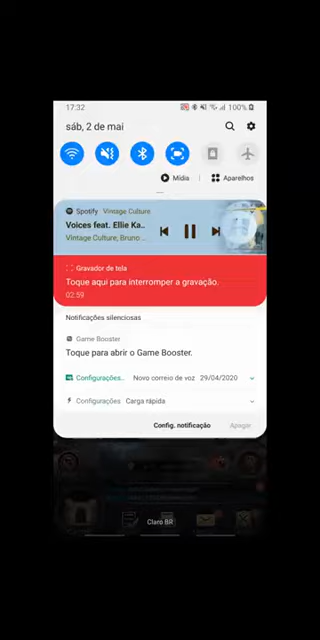 17:32 100%
sáb, 2 de mai
Mídia | Aparelhos
Spotify Vintage Culture
Voices feat. Ellie Ka..
Vintage Culture, Bruno ...
Gravador de tela
Toque aqui para interromper a gravação.
02:59
Notificações silenciosas
Game Booster
Toque para abrir o Game Booster.
Configurações.. Novo correio de voz 29/04/2020
Configurações Carga rápida
Config. notificação Apagar
Claro BR